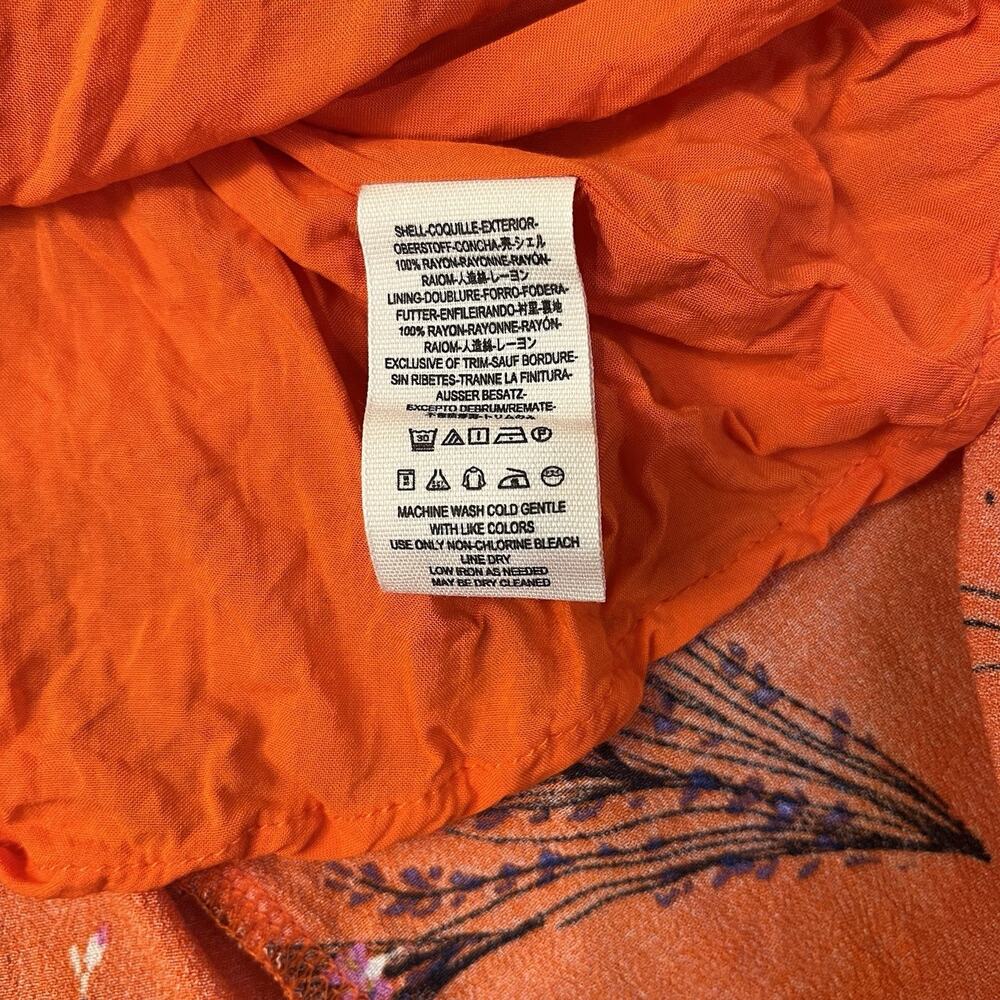 SHELL-COQUILLE-EXTERIOR-
OBERSTOFF-CONCHA-売-シェル
100% RAYON-RAYONNE-RAYÓN-
RAIOM-人造絲-レーヨン
LINING-DOUBLURE-FORRO-FODERA-
FUTTER-ENFILEIRANDO-衬里-裏地
100% RAYON-RAYONNE-RAYÓN-
RAIOM-人造絲-レーヨン
EXCLUSIVE OF TRIM-SAUF BORDURE-
SIN RIBETES-TRANNE LA FINITURA-
AUSSER BESATZ-
EXCEPTO DEBRUM/REMATE-
30 P
MACHINE WASH COLD GENTLE
WITH LIKE COLORS
USE ONLY NON-CHLORINE BLEACH
LINE DRY
LOW IRON AS NEEDED
MAY BE DRY CLEANED